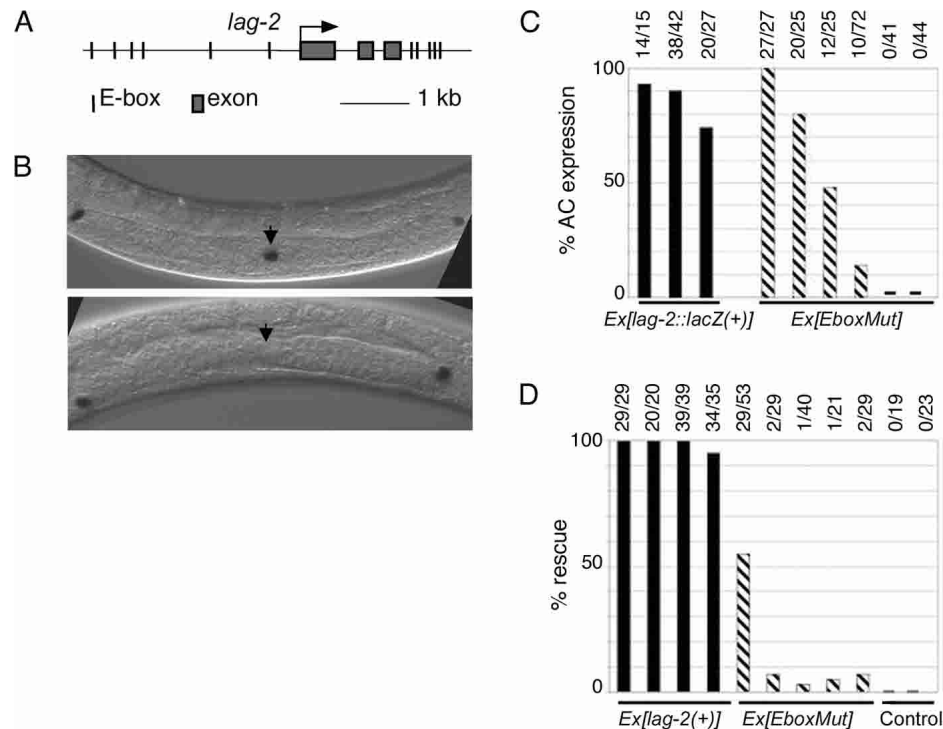 A
lag-2
E-box
exon
1 kb
B
C
14/15
38/42
20/27
27/27
20/25
12/25
10/72
0/41
0/44
100
50
0
% AC expression
Ex[lag-2::lacZ(+)]
Ex[EboxMut]
D
29/29
20/20
39/39
34/35
29/53
2/29
1/40
1/21
2/29
0/19
0/23
100
50
0
% rescue
Ex[lag-2(+)]
Ex[EboxMut]
Control